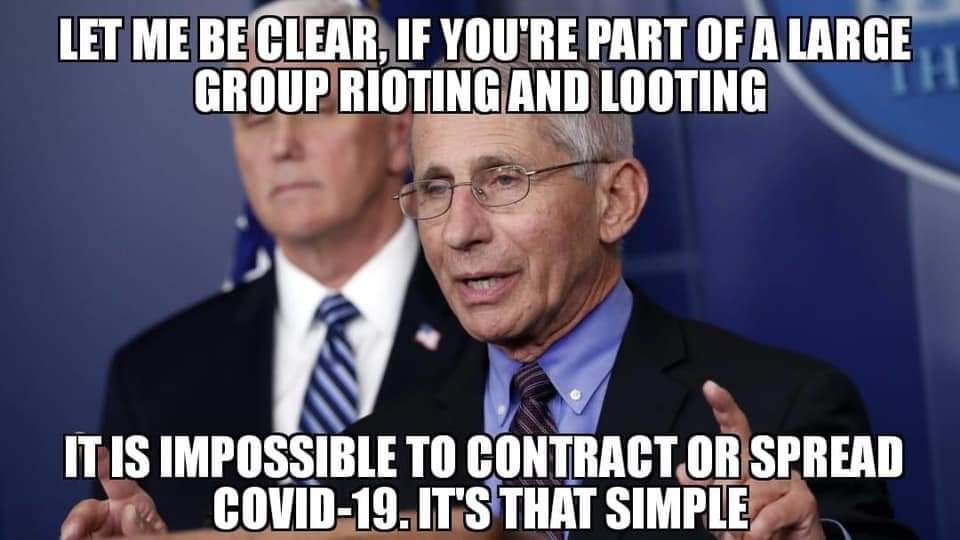 LET ME BE CLEAR, IF YOU'RE PART OF A LARGE
GROUP RIOTING AND LOOTING
TH
IT IS IMPOSSIBLE TO CONTRACT OR SPREAD
COVID-19. IT'S THAT SIMPLE